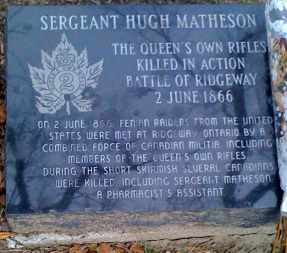 SERGEANT HUGH MATHESON
THE QUEEN'S OWN RIFLES
KILLED IN ACTION
BATTLE OF RIDGEWAY
2 JUNE 1866
2
ON 2 JUNE 1866, FENIAN RAIDERS FROM THE UNITED
STATES WERE MET AT RIDGEWAY ONTARIO BY A
COMBINED FORCE OF CANADIAN MILITIA INCLUDING
MEMBERS OF THE QUEEN'S OWN RIFLES.
DURING THE SHORT SKIRMISH SEVERAL CANADIANS
WERE KILLED INCLUDING SERGEANT MATHESON,
A PHARMACIST'S ASSISTANT